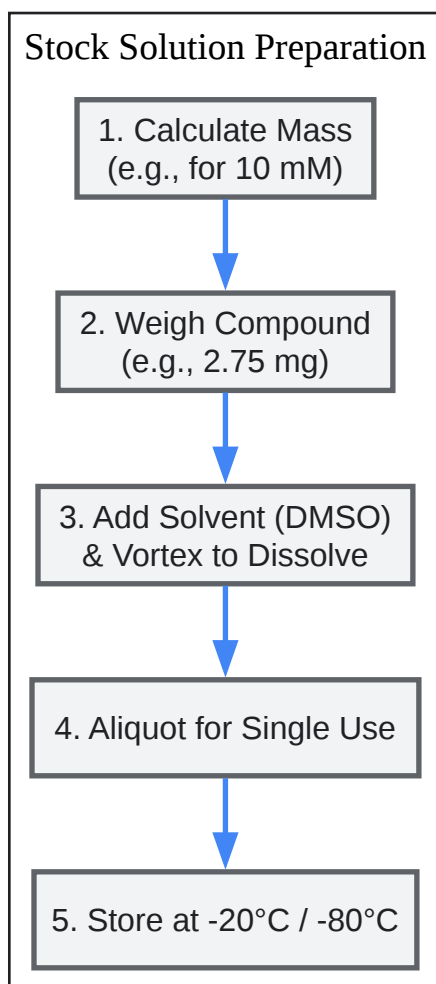 Stock Solution Preparation
1. Calculate Mass
(e.g., for 10 mM)
2. Weigh Compound
(e.g., 2.75 mg)
3. Add Solvent (DMSO)
& Vortex to Dissolve
4. Aliquot for Single Use
5. Store at -20°C / -80°C